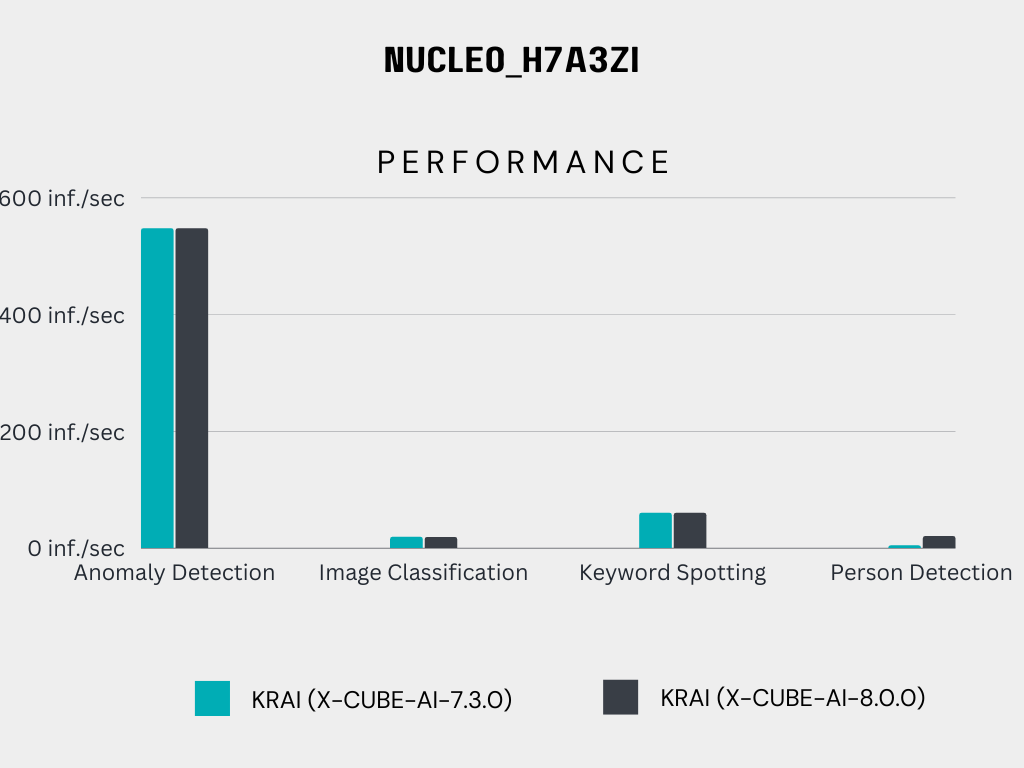 NUCLEO_H7A3ZI
PERFORMANCE
600 inf./sec
400 inf./sec
200 inf./sec
0 inf./sec
Anomaly Detection
Image Classification
Keyword Spotting
Person Detection
KRAI (X-CUBE-AI-7.3.0)
KRAI (X-CUBE-AI-8.0.0)